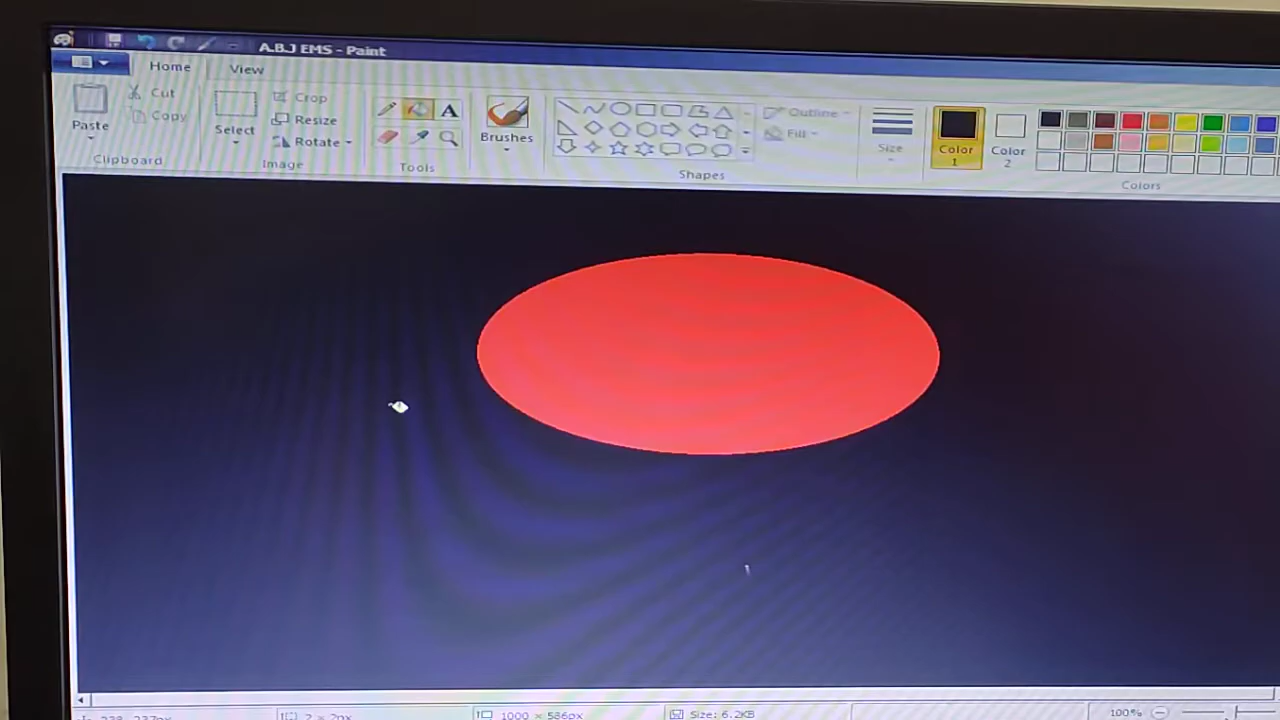 A.B.J EMS - Paint
Home View
Cut
Copy
Paste
Clipboard
Select
Crop
Resize
Rotate
Image
A
Tools
Brushes
Outline
Fill
Shapes
Size
Color 1
Color 2
Colors
1000 × 586px
Size: 6.2KB
100%